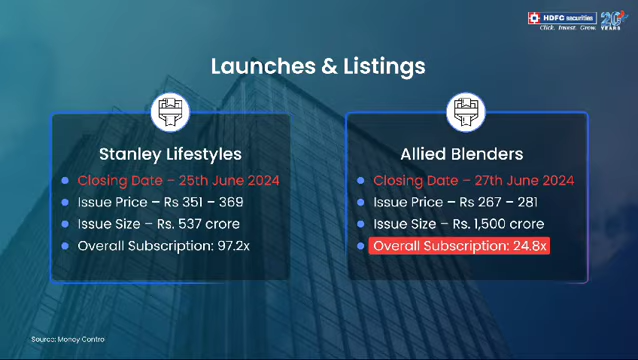 HDFC securities
Click. Invest. Grow.
YEARS
Launches & Listings
Stanley Lifestyles
Closing Date – 25th June 2024
Issue Price – Rs 351 – 369
Issue Size – Rs. 537 crore
Overall Subscription: 97.2x
Allied Blenders
Closing Date – 27th June 2024
Issue Price – Rs 267 – 281
Issue Size – Rs. 1,500 crore
Overall Subscription: 24.8x
Source: Money Contro